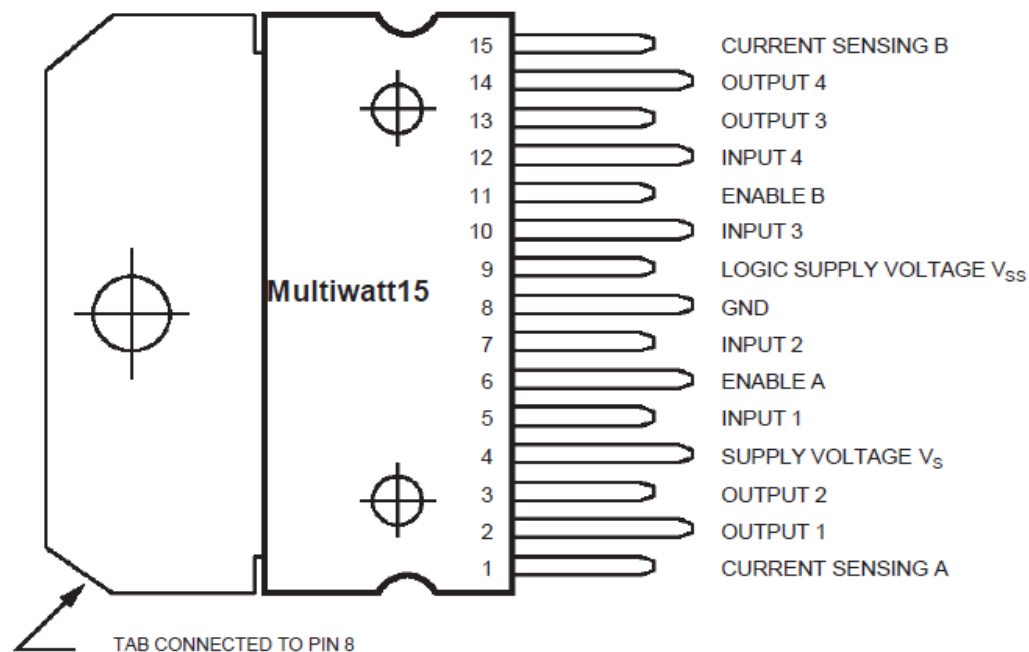 15 CURRENT SENSING B
14 OUTPUT 4
13 OUTPUT 3
12 INPUT 4
11 ENABLE B
10 INPUT 3
9 LOGIC SUPPLY VOLTAGE VSS
Multiwatt15
8 GND
7 INPUT 2
6 ENABLE A
5 INPUT 1
4 SUPPLY VOLTAGE VS
3 OUTPUT 2
2 OUTPUT 1
1 CURRENT SENSING A
TAB CONNECTED TO PIN 8